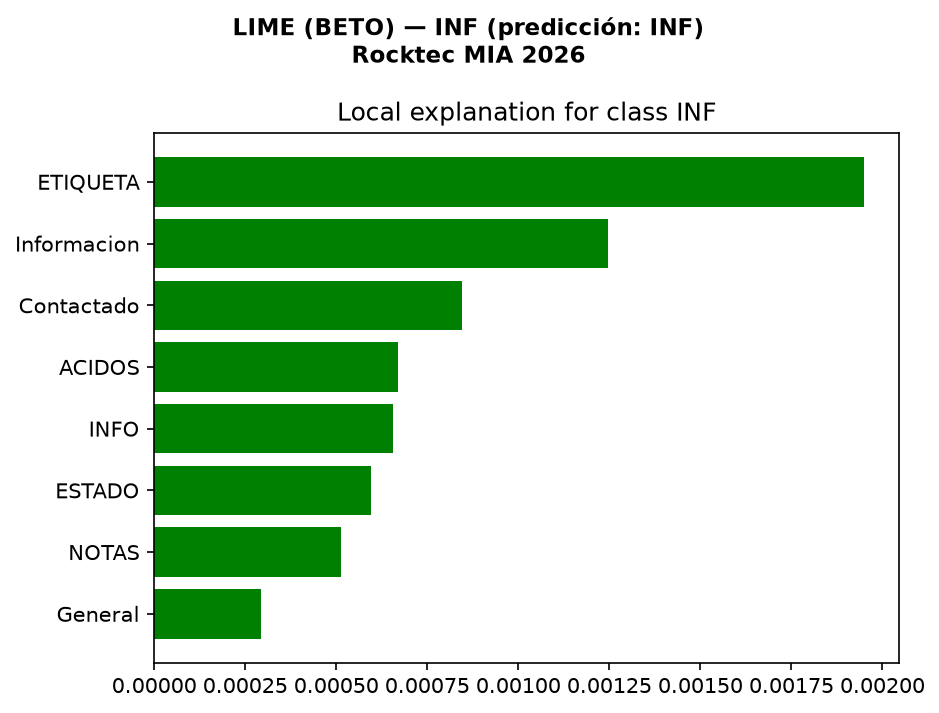 LIME (BETO) — INF (predicción: INF)
Rocktec MIA 2026
Local explanation for class INF
ETIQUETA
Informacion
Contactado
ACIDOS
INFO
ESTADO
NOTAS
General
0.00000 0.00025 0.00050 0.00075 0.00100 0.00125 0.00150 0.00175 0.00200